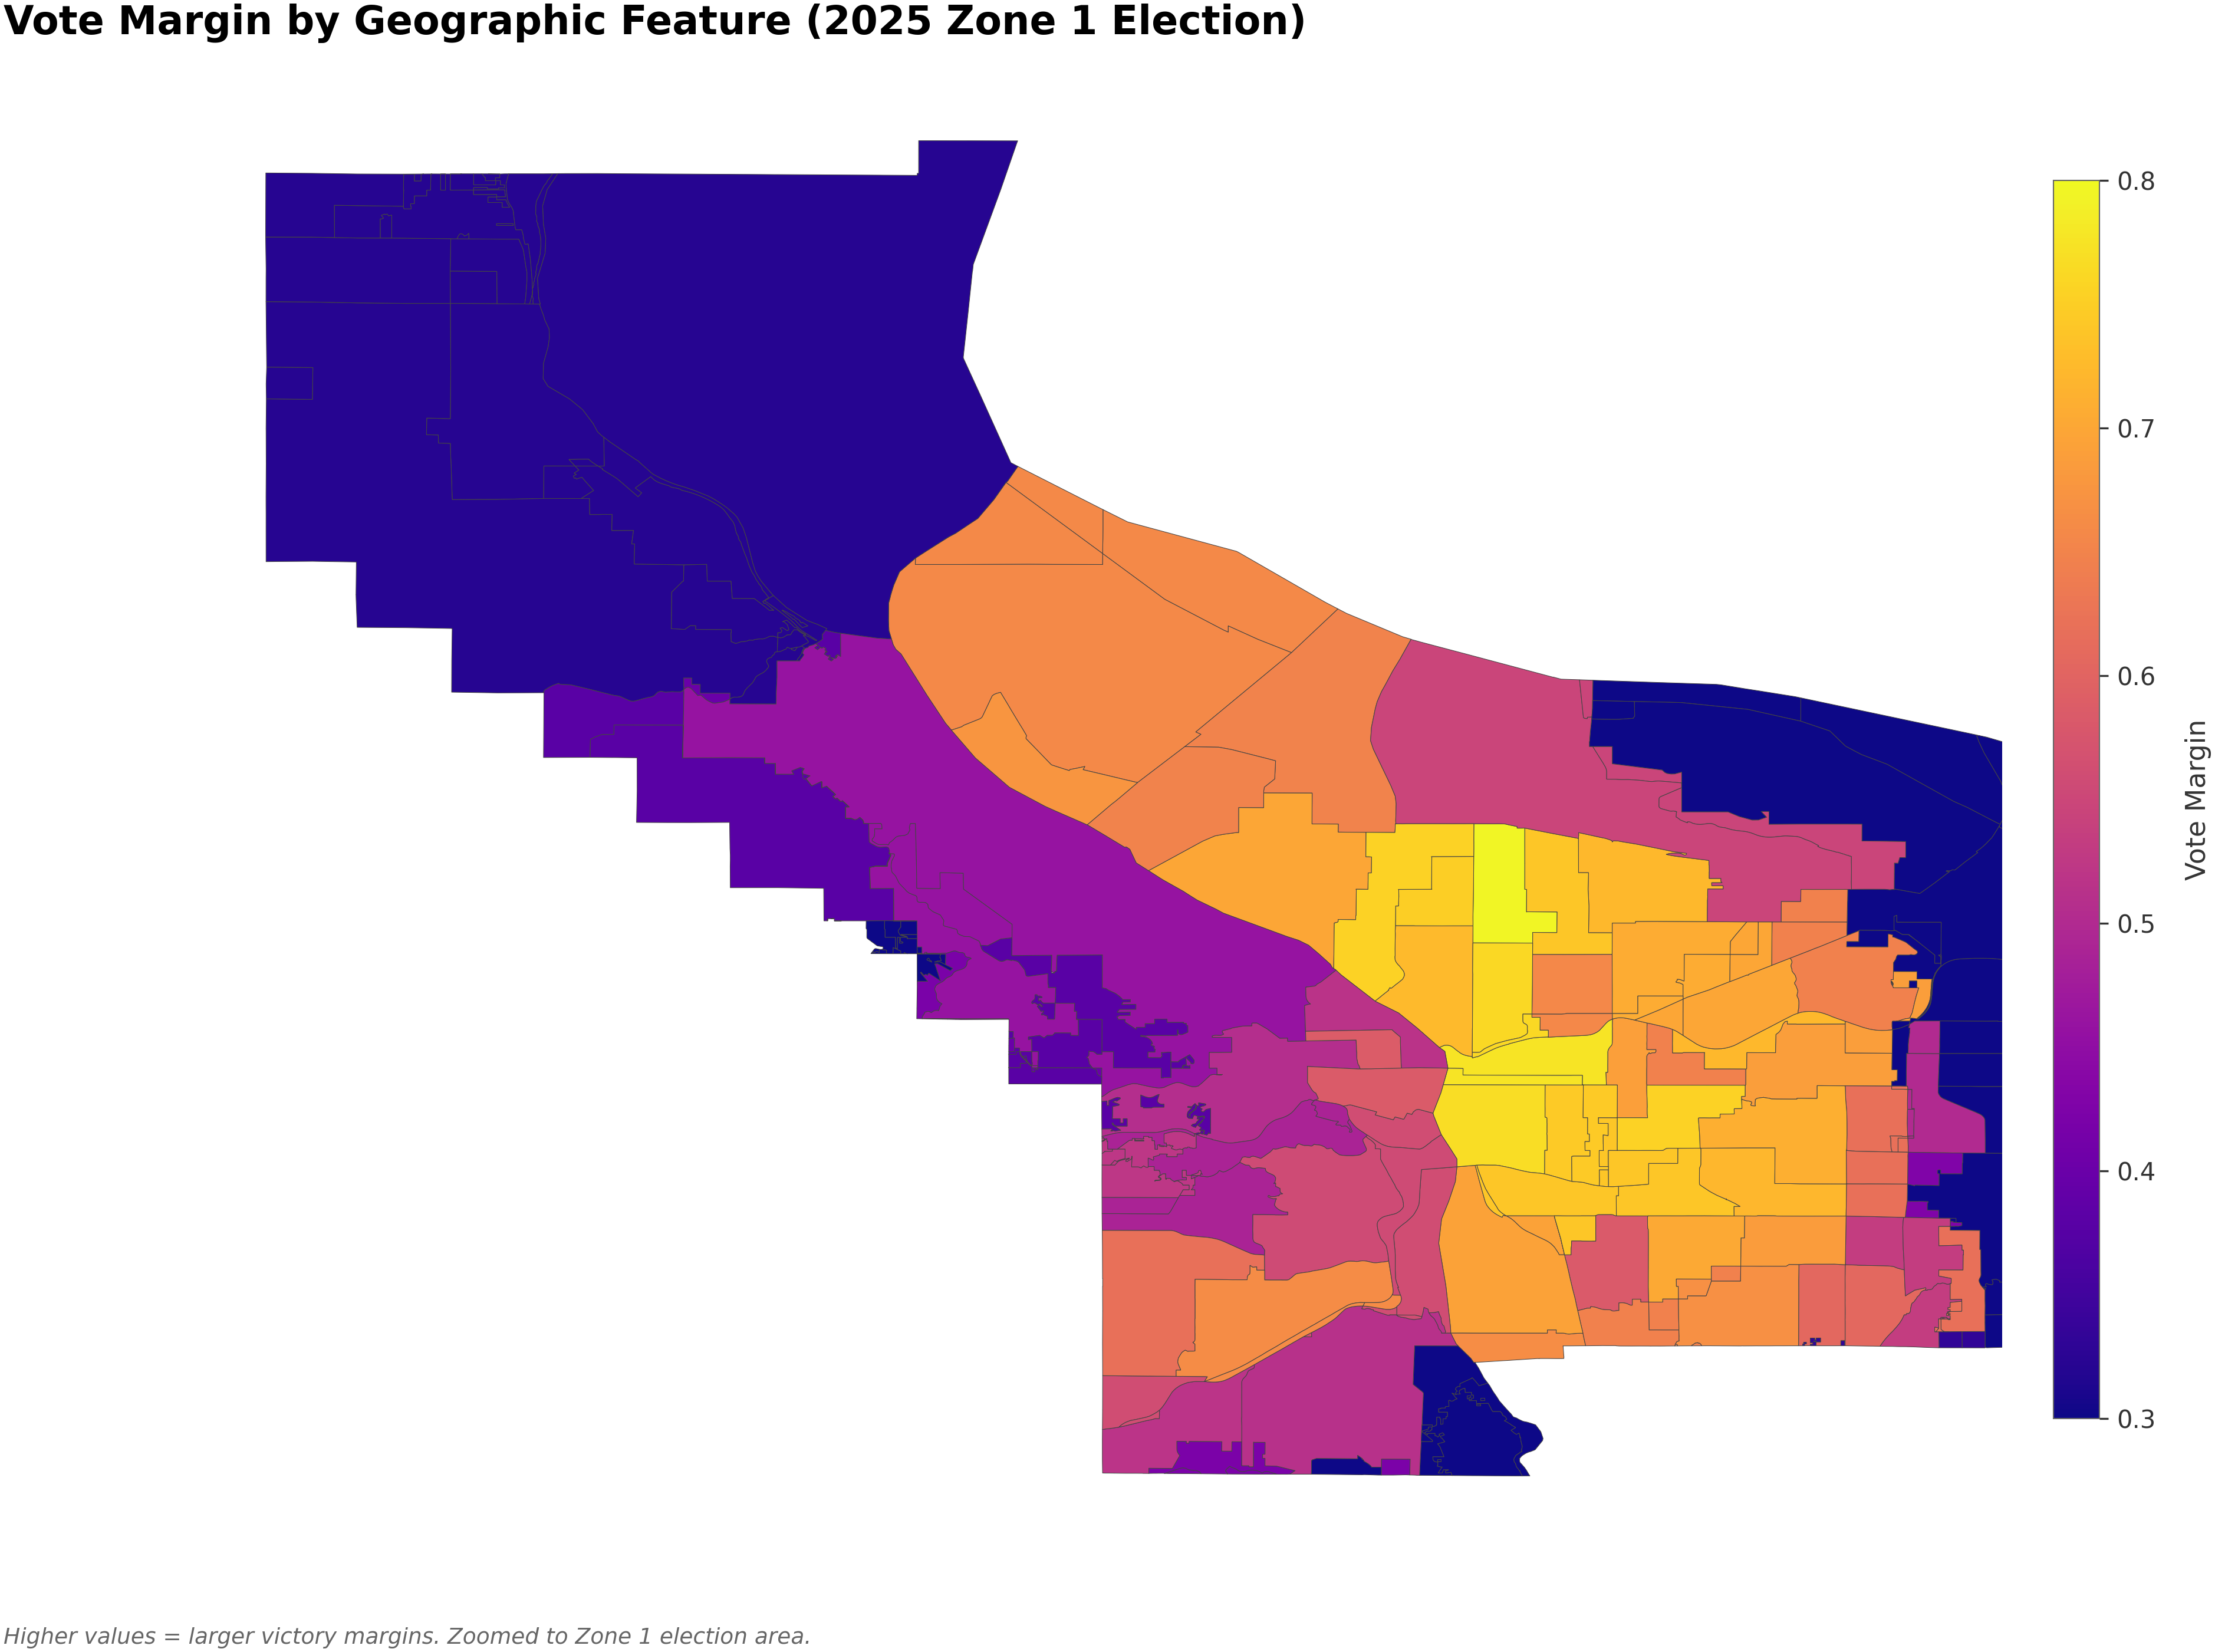 Vote Margin by Geographic Feature (2025 Zone 1 Election)
0.8
0.7
0.6
0.5
0.4
0.3
Vote Margin
Higher values = larger victory margins. Zoomed to Zone 1 election area.